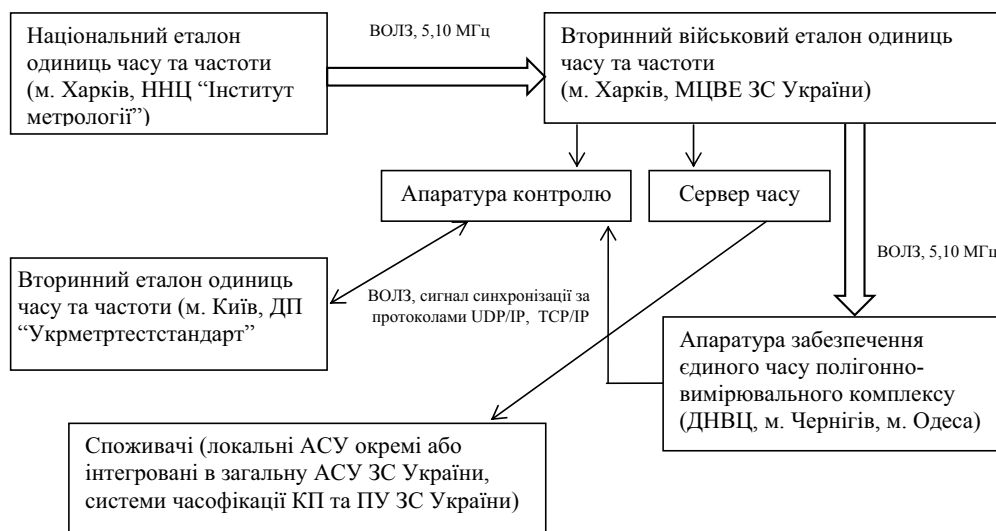 Національний еталон
одиниць часу та частоти
(м. Харків, ННЦ “Інститут
метрології”)
ВОЛЗ, 5,10 МГц
Вторинний військовий еталон одиниць
часу та частоти
(м. Харків, МЦВЕ ЗС України)
Апаратура контролю
Сервер часу
ВОЛЗ, 5,10 МГц
Вторинний еталон одиниць
часу та частоти (м. Київ, ДП
“Укрметртестстандарт”
ВОЛЗ, сигнал синхронізації за
протоколами UDP/IP, TCP/IP
Апаратура забезпечення
єдиного часу полігонно-
вимірювального комплексу
(ДНВЦ, м. Чернігів, м. Одеса)
Споживачі (локальні АСУ окремі або
інтегровані в загальну АСУ ЗС України,
системи часофікації КП та ПУ ЗС України)